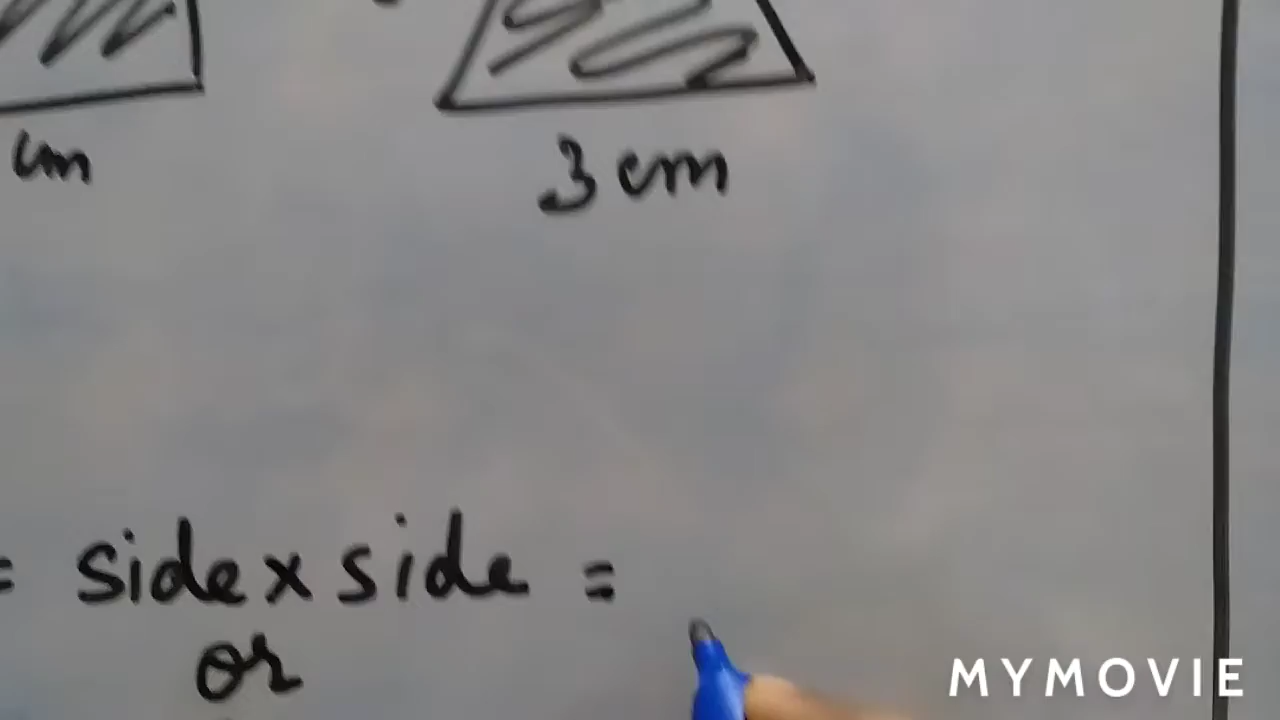 cm 3 cm
= side x side =
or
MYMOVIE